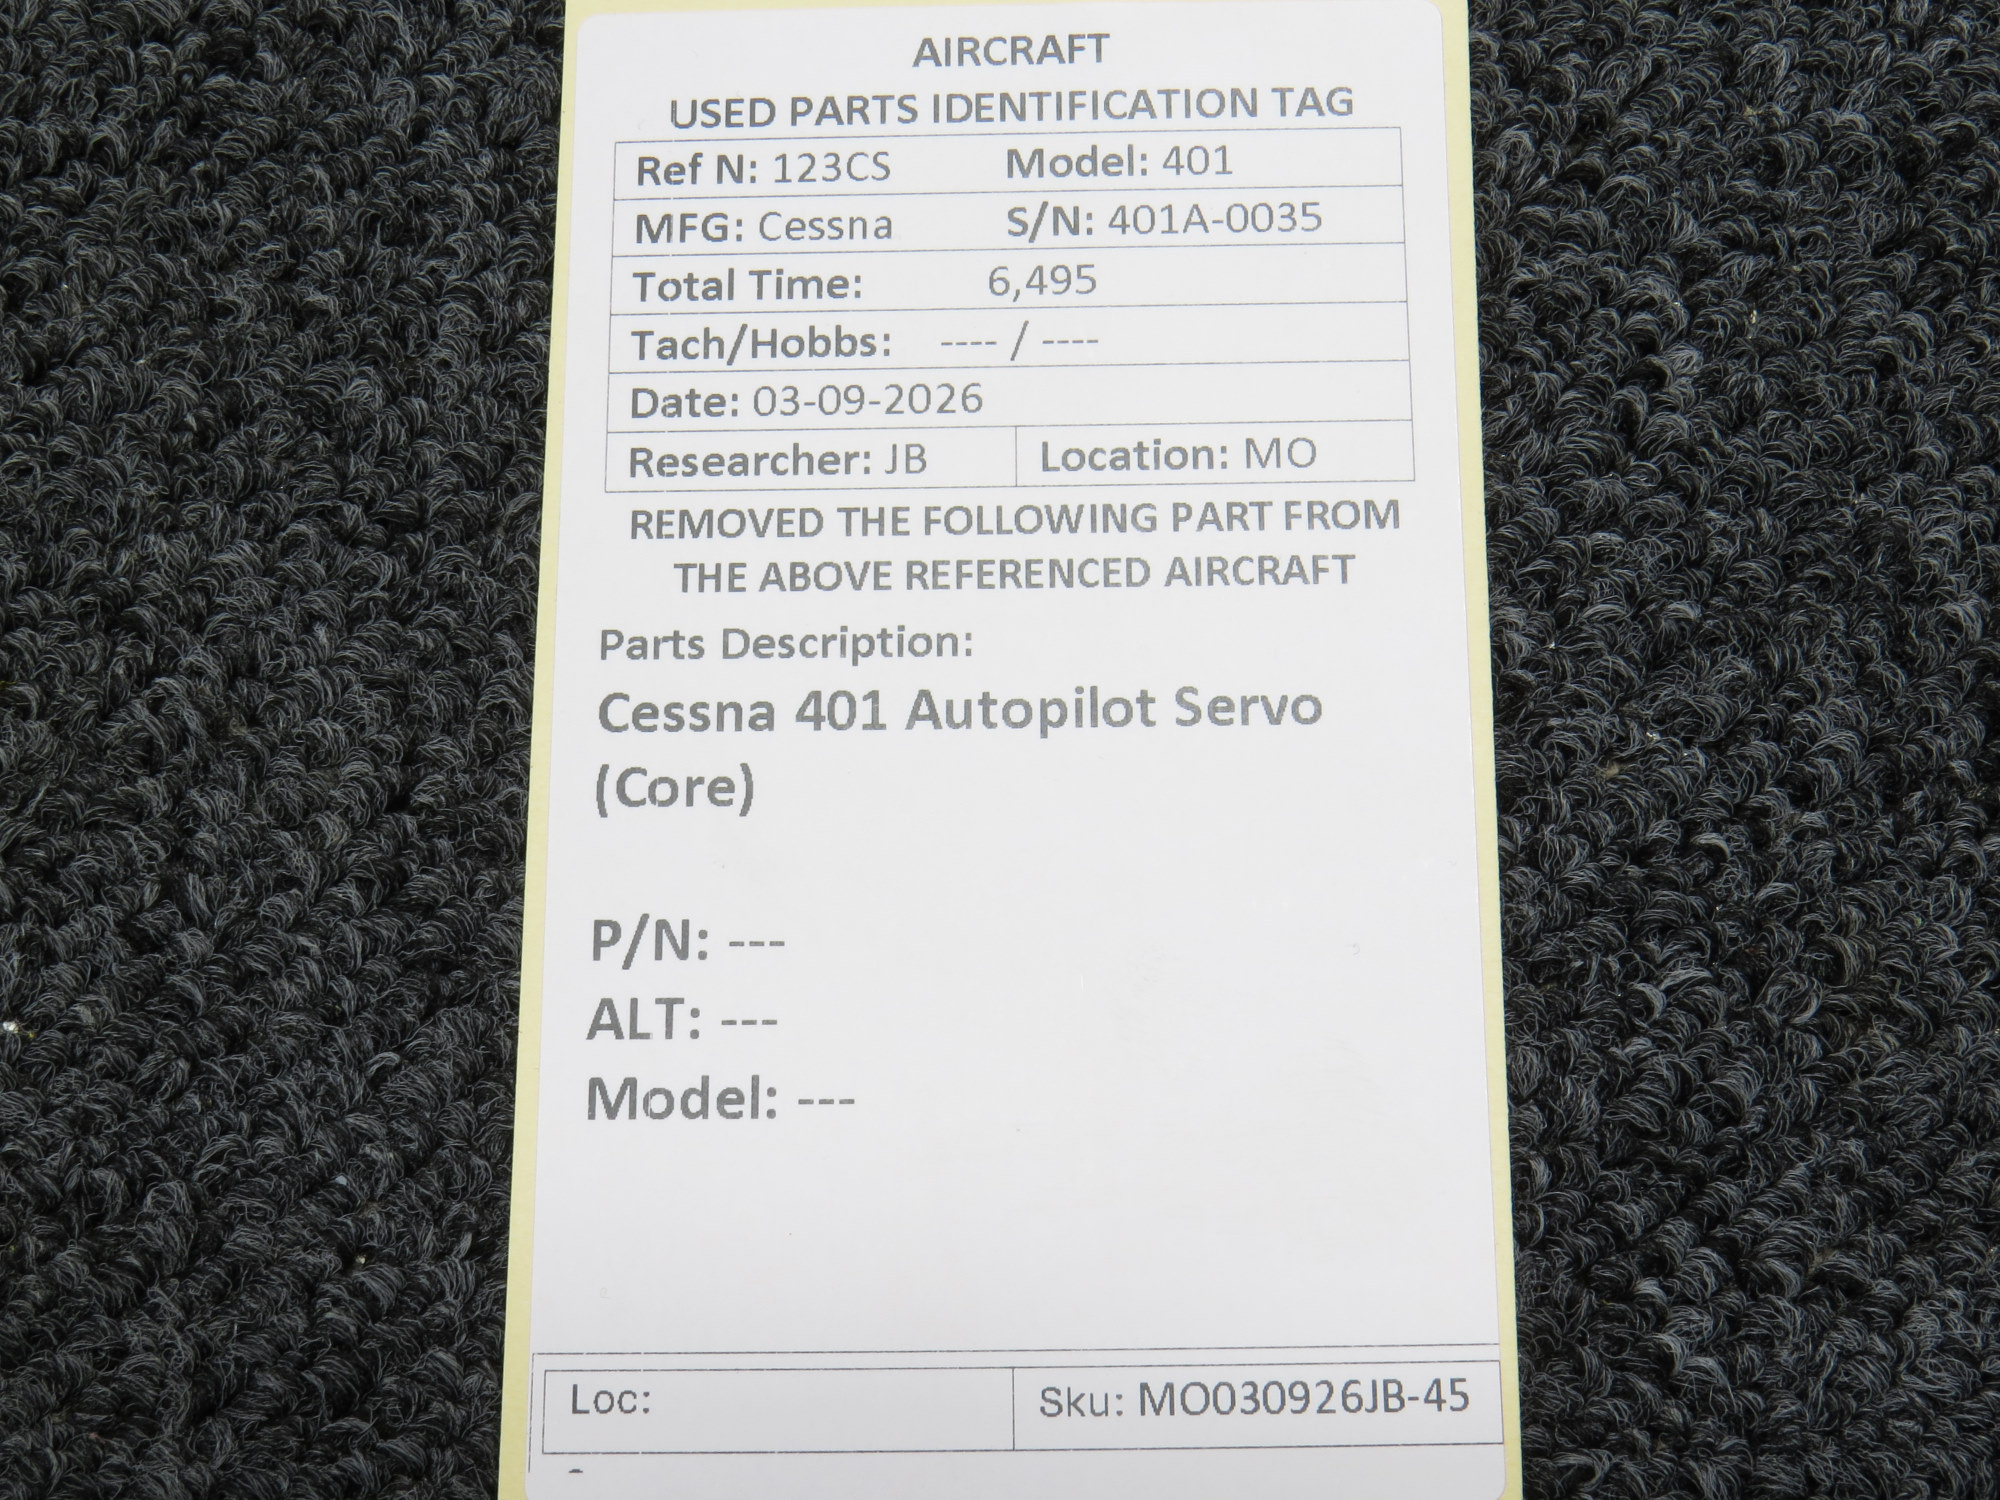 AIRCRAFT
USED PARTS IDENTIFICATION TAG
Ref N: 123CS Model: 401
MFG: Cessna S/N: 401A-0035
Total Time: 6,495
Tach/Hobbs: ---- / ----
Date: 03-09-2026
Researcher: JB Location: MO
REMOVED THE FOLLOWING PART FROM
THE ABOVE REFERENCED AIRCRAFT
Parts Description:
Cessna 401 Autopilot Servo
(Core)
P/N: ---
ALT: ---
Model: ---
Loc: Sku: MO030926JB-45